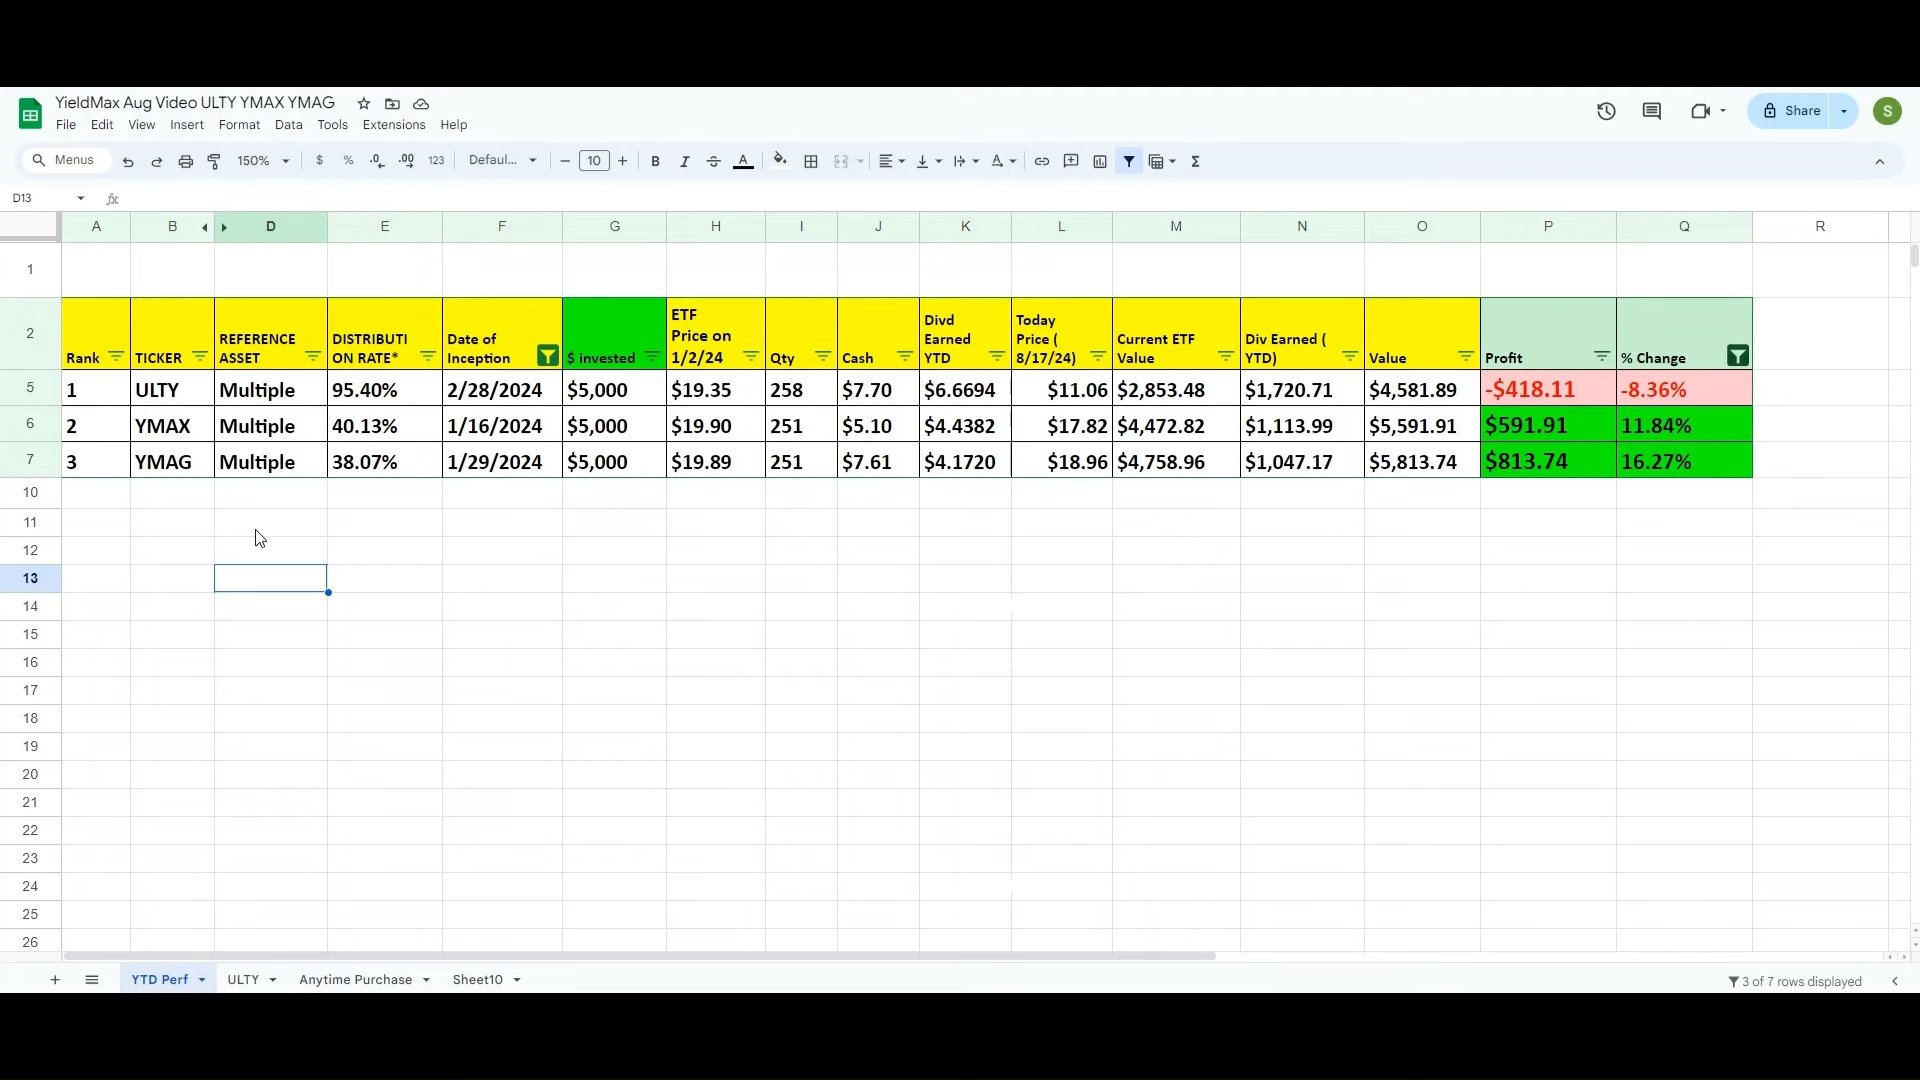 YieldMax Aug Video ULTY YMAX YMAG
File Edit View Insert Format Data Tools Extensions Help
Share
S
Menus 150% $ % .0 .00 123 Defaul... 10 B I A
D13
A B D E F G H I J K L M N O P Q R
1
2 Rank TICKER REFERENCE ASSET DISTRIBUTI ON RATE* Date of Inception $ invested ETF Price on 1/2/24 Qty Cash Divd Earned YTD Today Price ( 8/17/24) Current ETF Value Div Earned ( YTD) Value Profit % Change
5 1 ULTY Multiple 95.40% 2/28/2024 $5,000 $19.35 258 $7.70 $6.6694 $11.06 $2,853.48 $1,720.71 $4,581.89 -$418.11 -8.36%
6 2 YMAX Multiple 40.13% 1/16/2024 $5,000 $19.90 251 $5.10 $4.4382 $17.82 $4,472.82 $1,113.99 $5,591.91 $591.91 11.84%
7 3 YMAG Multiple 38.07% 1/29/2024 $5,000 $19.89 251 $7.61 $4.1720 $18.96 $4,758.96 $1,047.17 $5,813.74 $813.74 16.27%
10
11
12
13
14
15
16
17
18
19
20
21
22
23
24
25
26
YTD Perf ULTY Anytime Purchase Sheet10 3 of 7 rows displayed